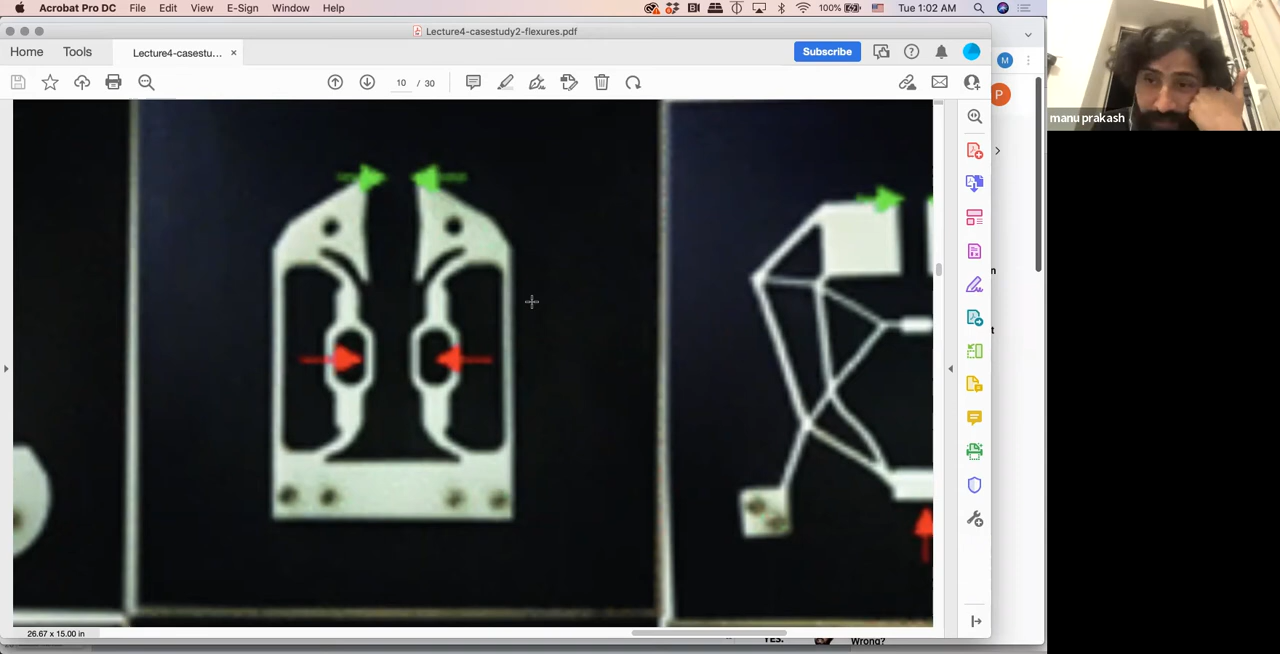 Acrobat Pro DC File Edit View E-Sign Window Help 100% Tue 1:02 AM
Lecture4-casestudy2-flexures.pdf
Home Tools Lecture4-casestu... × Subscribe
10 / 30
M
P
manu prakash
n
t
26.67 x 15.00 in
YES.
Wrong?